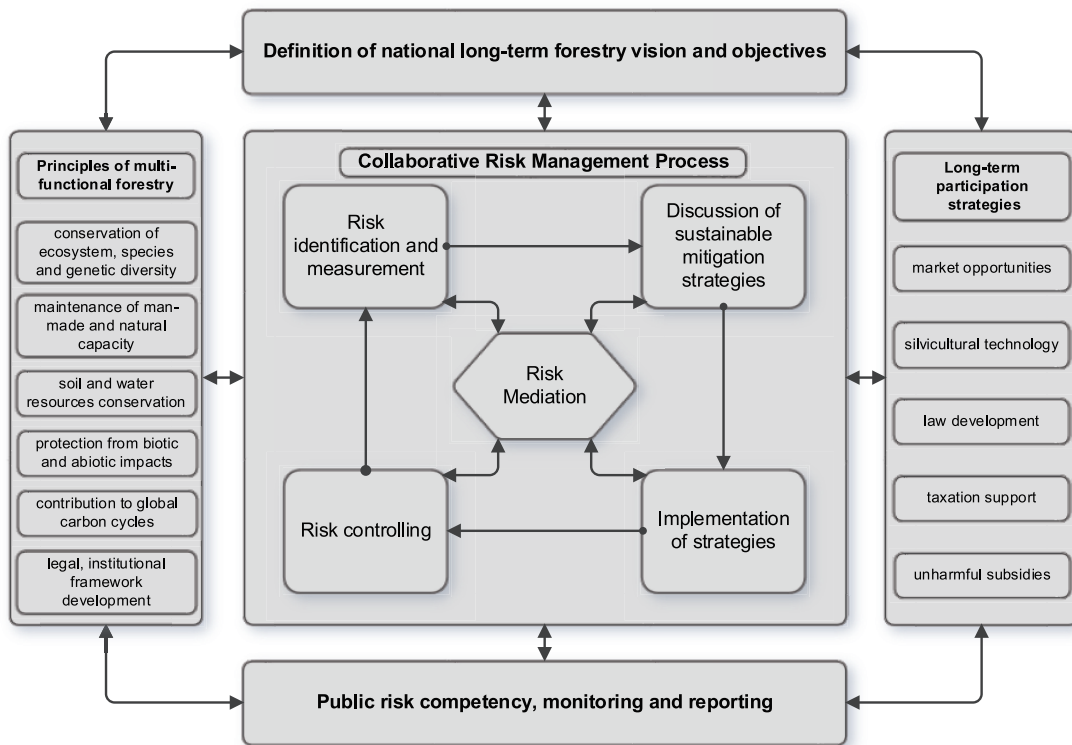 Definition of national long-term forestry vision and objectives
Principles of multi-
functional forestry
conservation of
ecosystem, species
and genetic diversity
maintenance of man-
made and natural
capacity
soil and water
resources conservation
protection from biotic
and abiotic impacts
contribution to global
carbon cycles
legal, institutional
framework
development
Collaborative Risk Management Process
Risk
identification and
measurement
Discussion of
sustainable
mitigation
strategies
Risk
Mediation
Risk controlling
Implementation
of strategies
Long-term
participation
strategies
market opportunities
silvicultural technology
law development
taxation support
unharmful subsidies
Public risk competency, monitoring and reporting